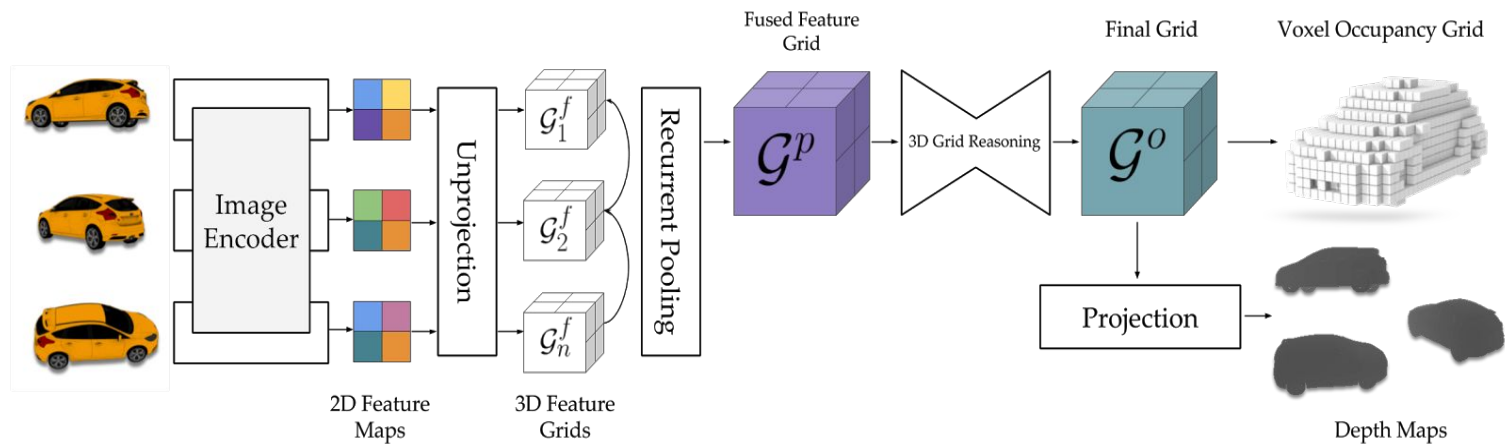 Fused Feature
Grid
Final Grid
Voxel Occupancy Grid
Image
Encoder
Unprojection
𝒢₁ᶠ
𝒢₂ᶠ
𝒢ₙᶠ
Recurrent Pooling
𝒢ᵖ
3D Grid Reasoning
𝒢ᵒ
Projection
2D Feature
Maps
3D Feature
Grids
Depth Maps